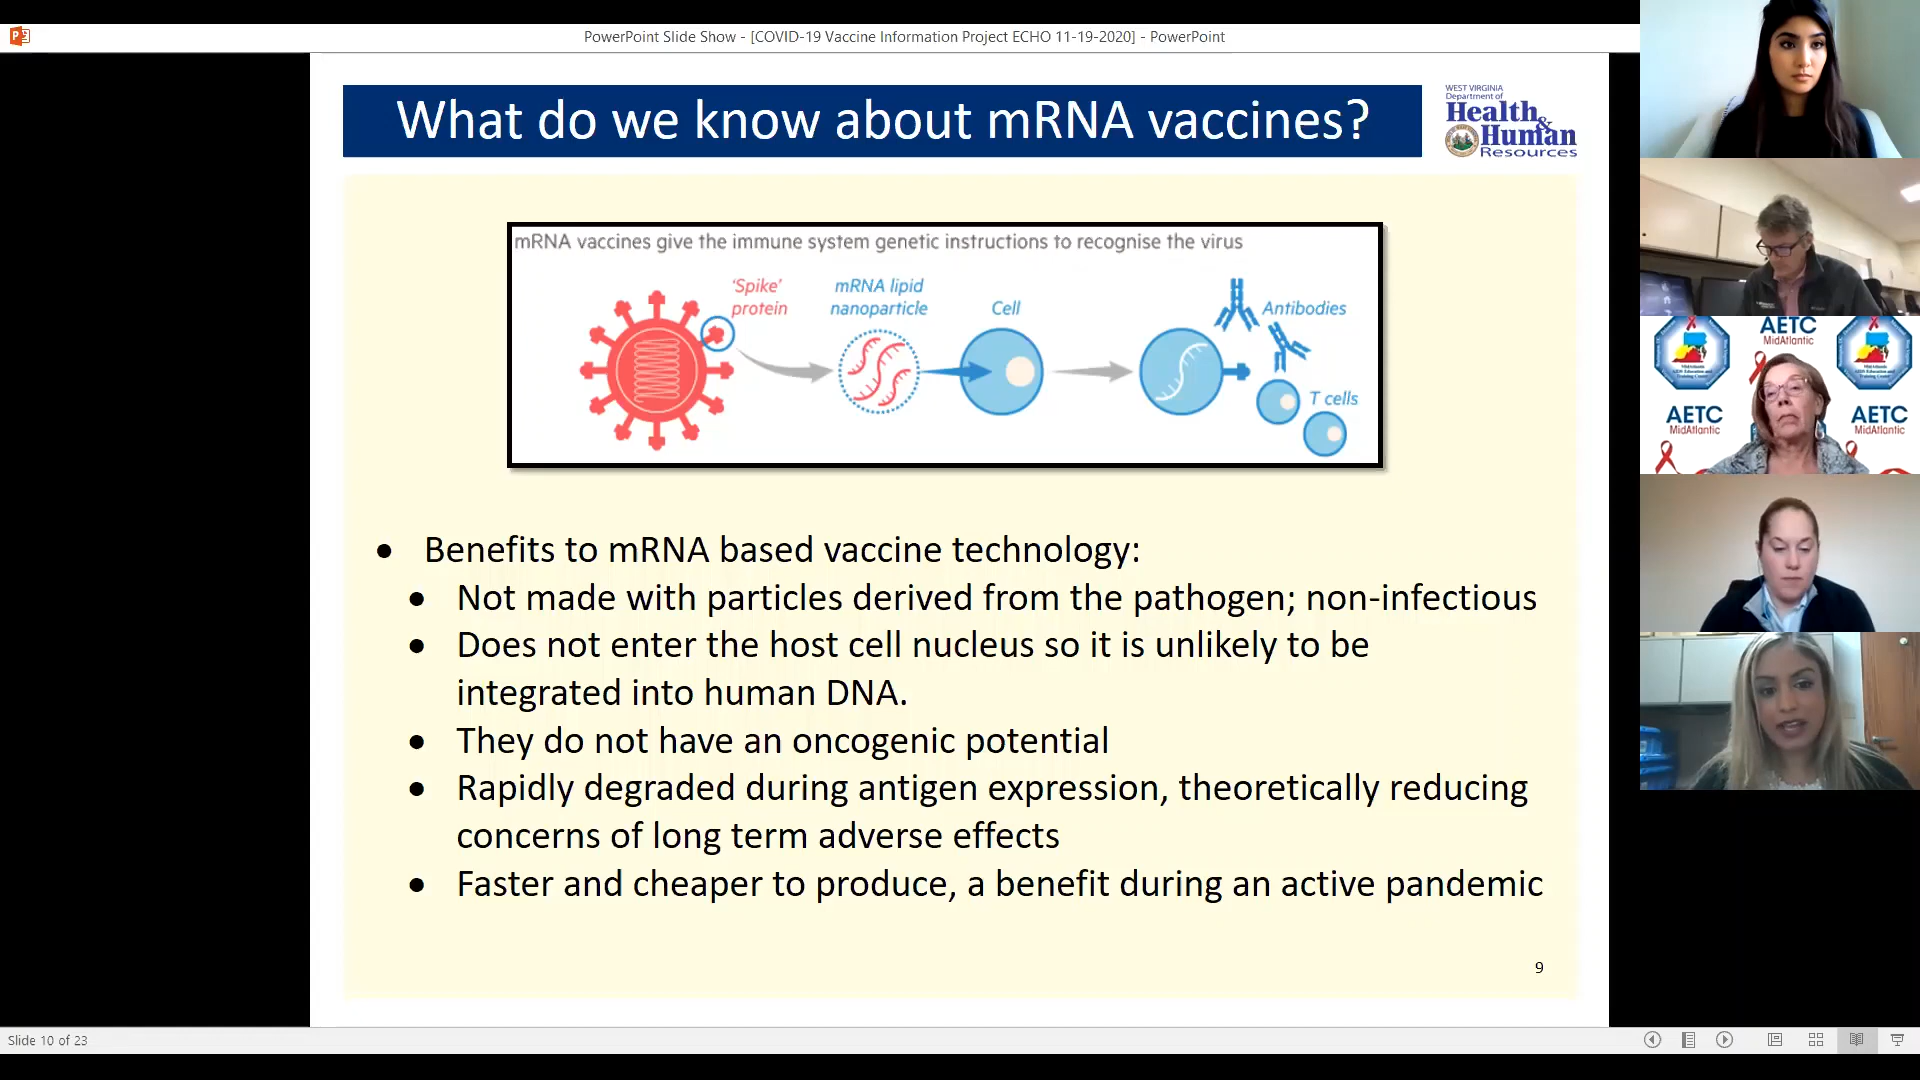 PowerPoint Slide Show - [COVID-19 Vaccine Information Project ECHO 11-19-2020] - PowerPoint
What do we know about mRNA vaccines?
WEST VIRGINIA
Department of
Health
&
Human
Resources
mRNA vaccines give the immune system genetic instructions to recognise the virus
'Spike'
protein
mRNA lipid
nanoparticle
Cell
Antibodies
T cells
• Benefits to mRNA based vaccine technology:
• Not made with particles derived from the pathogen; non-infectious
• Does not enter the host cell nucleus so it is unlikely to be
integrated into human DNA.
• They do not have an oncogenic potential
• Rapidly degraded during antigen expression, theoretically reducing
concerns of long term adverse effects
• Faster and cheaper to produce, a benefit during an active pandemic
9
Slide 10 of 23
AETC
MidAtlantic
AETC
MidAtlantic
AETC
MidAtlantic